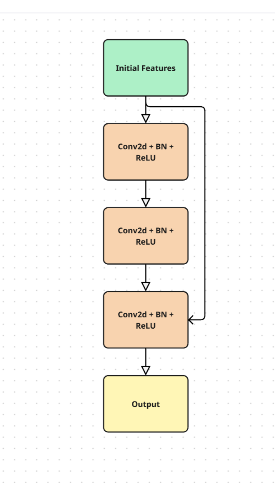 Initial Features
Conv2d + BN +
ReLU
Conv2d + BN +
ReLU
Conv2d + BN +
ReLU
Output